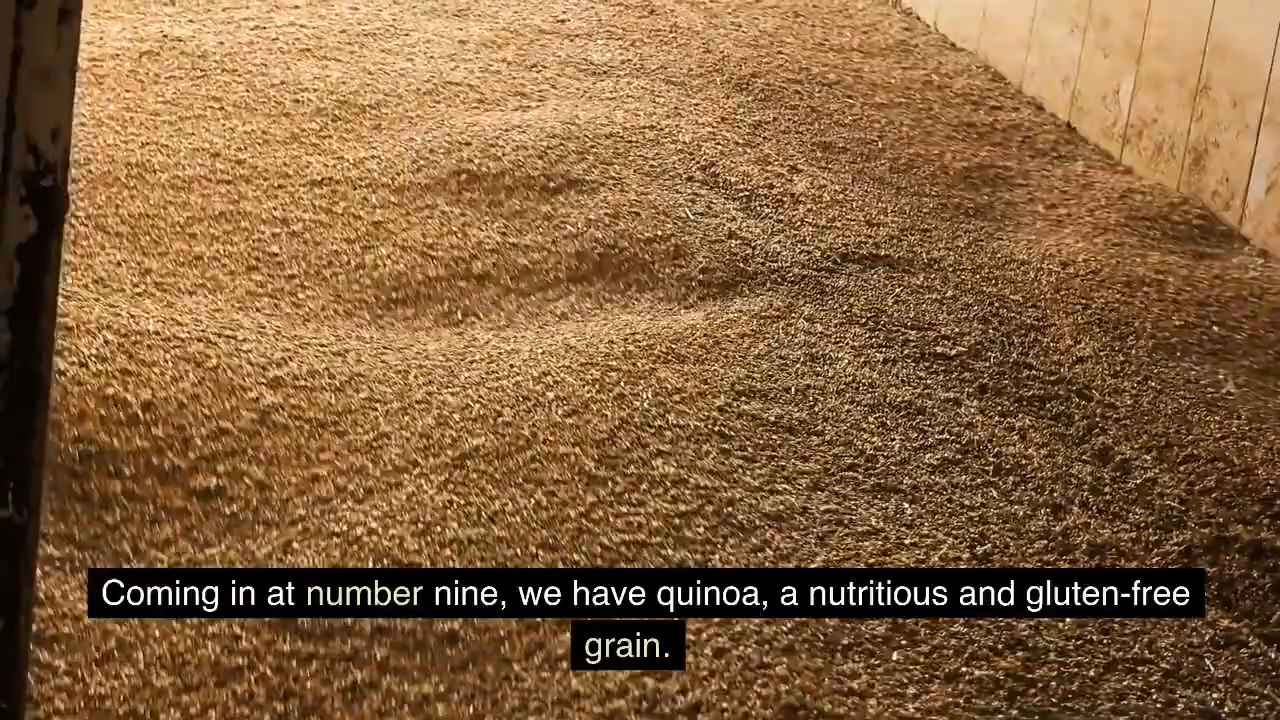 Coming in at number nine, we have quinoa, a nutritious and gluten-free
grain.